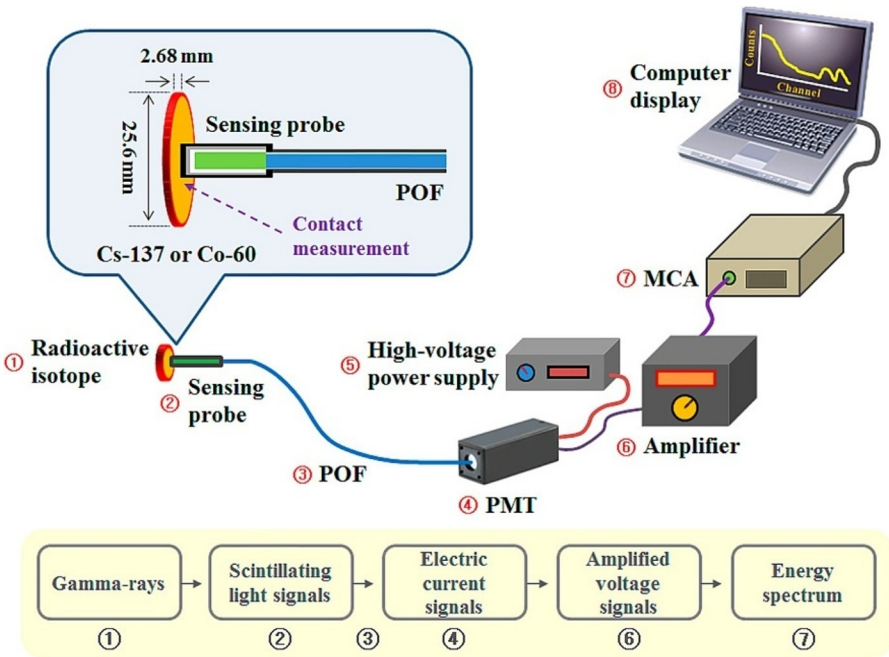 2.68 mm
25.6 mm
Sensing probe
POF
Contact
measurement
Cs-137 or Co-60
① Radioactive
isotope
② Sensing
probe
③ POF
④ PMT
⑤ High-voltage
power supply
⑥ Amplifier
⑦ MCA
⑧ Computer
display
Counts
Channel
Gamma-rays
①
Scintillating
light signals
②
③
Electric
current
signals
④
Amplified
voltage
signals
⑥
Energy
spectrum
⑦